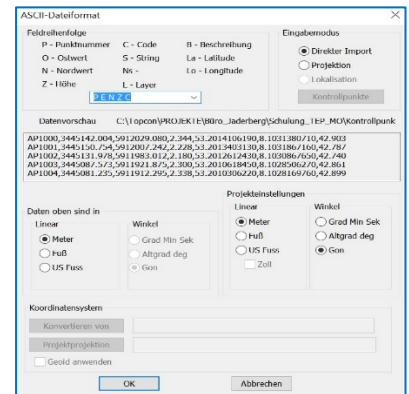 ASCII-Dateiformat
Feldreihenfolge
P - Punktnummer C - Code B - Beschreibung
O - Ostwert S - String La - Latitude
N - Nordwert Ns - Lo - Longitude
Z - Höhe L - Layer
P E N Z C
Eingabemodus
Direkter Import
Projektion
Lokalisation
Kontrollpunkte
Datenvorschau C:\Topcon\PROJEKTE\Büro_Jaderberg\Schulung_TEP_MO\Kontrollpunk
AP1000,3445142.004,5912029.080,2.344,53.2014106190,8.1031380710,42.903
AP1001,3445150.754,5912007.242,2.228,53.2013403130,8.1031867160,42.787
AP1002,3445131.978,5911983.012,2.180,53.2012612430,8.1030867650,42.740
AP1003,3445087.573,5911921.875,2.300,53.2010618450,8.1028506270,42.861
AP1004,3445081.235,5911912.295,2.338,53.2010306220,8.1028169760,42.899
Daten oben sind in
Linear Winkel
Meter Grad Min Sek
Fuß Altgrad deg
US Fuss Gon
Projekteinstellungen
Linear Winkel
Meter Grad Min Sek
Fuß Altgrad deg
US Fuss Gon
Zoll
Koordinatensystem
Konvertieren von
Projektprojektion
Geoid anwenden
OK Abbrechen